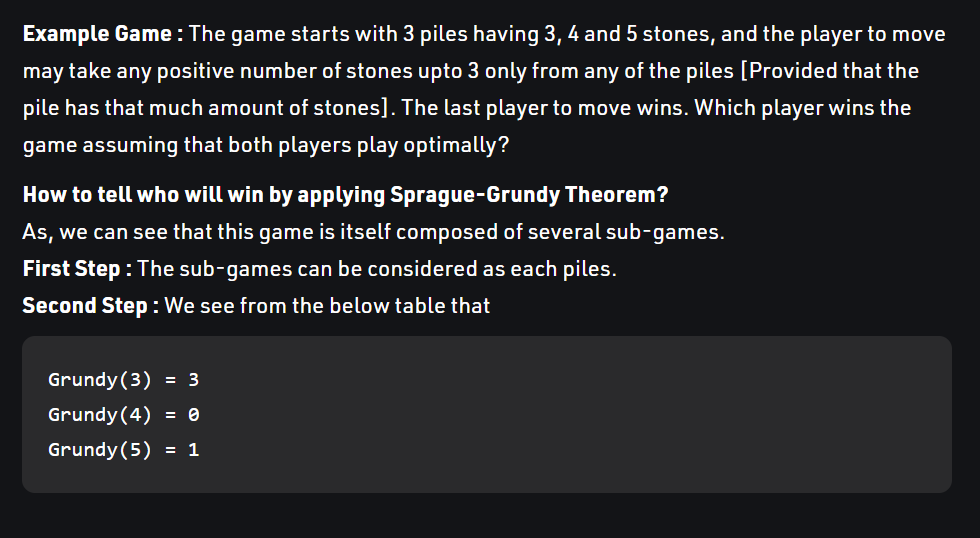 Example Game : The game starts with 3 piles having 3, 4 and 5 stones, and the player to move
may take any positive number of stones upto 3 only from any of the piles [Provided that the
pile has that much amount of stones]. The last player to move wins. Which player wins the
game assuming that both players play optimally?
How to tell who will win by applying Sprague-Grundy Theorem?
As, we can see that this game is itself composed of several sub-games.
First Step : The sub-games can be considered as each piles.
Second Step : We see from the below table that
Grundy(3) = 3
Grundy(4) = 0
Grundy(5) = 1